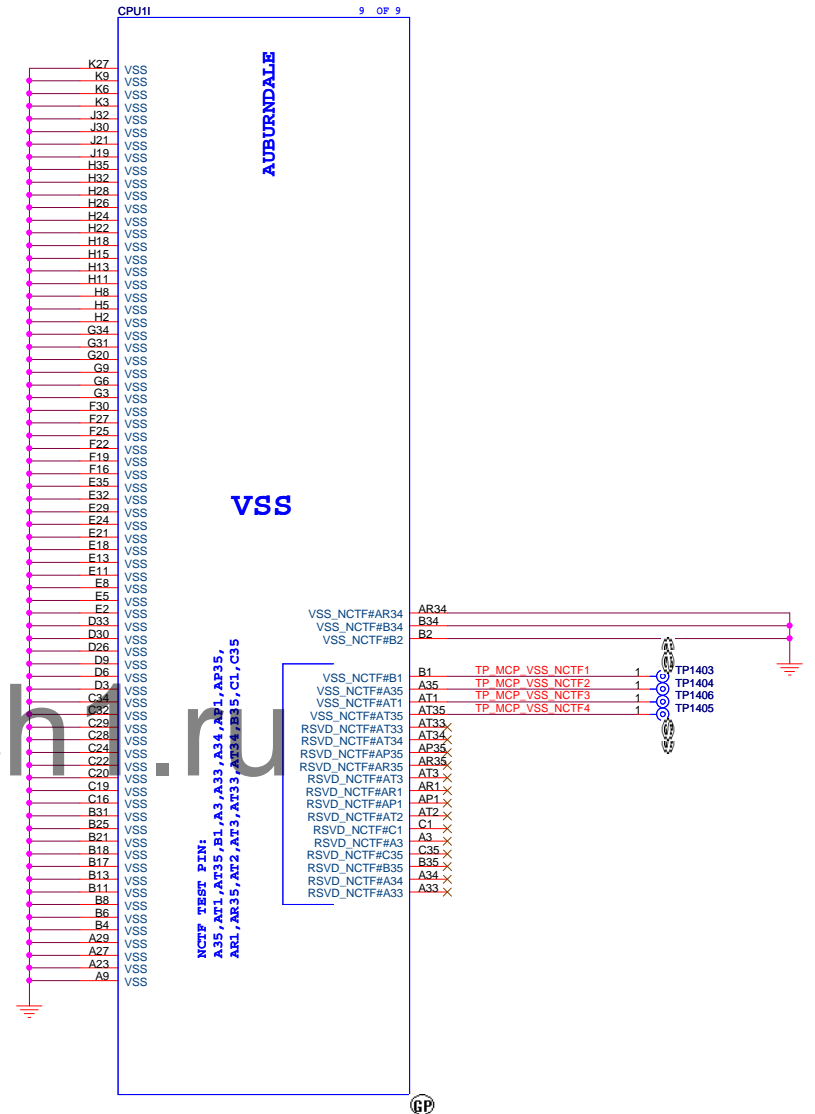 CPU1I
9 OF 9
AUBURNDALE
K27 VSS
K9 VSS
K6 VSS
K3 VSS
J32 VSS
J30 VSS
J21 VSS
J19 VSS
H35 VSS
H32 VSS
H28 VSS
H26 VSS
H24 VSS
H22 VSS
H18 VSS
H15 VSS
H13 VSS
H11 VSS
H8 VSS
H5 VSS
H2 VSS
G34 VSS
G31 VSS
G20 VSS
G9 VSS
G6 VSS
G3 VSS
F30 VSS
F27 VSS
F25 VSS
F22 VSS
F19 VSS
F16 VSS
E35 VSS
E32 VSS
E29 VSS
E24 VSS
E21 VSS
E18 VSS
E13 VSS
E11 VSS
E8 VSS
E5 VSS
E2 VSS
D33 VSS
D30 VSS
D26 VSS
D9 VSS
D6 VSS
D3 VSS
C34 VSS
C32 VSS
C29 VSS
C28 VSS
C24 VSS
C22 VSS
C20 VSS
C19 VSS
C16 VSS
B31 VSS
B25 VSS
B21 VSS
B18 VSS
B17 VSS
B13 VSS
B11 VSS
B8 VSS
B6 VSS
B4 VSS
A29 VSS
A27 VSS
A23 VSS
A9 VSS
VSS
NCTF TEST PIN:
A35,AT1,AT35,B1,A3,A33,A34,AP1,AP35,
AR1,AR35,AT2,AT3,AT33,AT34,B35,C1,C35
VSS_NCTF#AR34 AR34
VSS_NCTF#B34 B34
VSS_NCTF#B2 B2
VSS_NCTF#B1 B1 TP_MCP_VSS_NCTF1 1 TP1403
VSS_NCTF#A35 A35 TP_MCP_VSS_NCTF2 1 TP1404
VSS_NCTF#AT1 AT1 TP_MCP_VSS_NCTF3 1 TP1406
VSS_NCTF#AT35 AT35 TP_MCP_VSS_NCTF4 1 TP1405
RSVD_NCTF#AT33 AT33
RSVD_NCTF#AT34 AT34
RSVD_NCTF#AP35 AP35
RSVD_NCTF#AR35 AR35
RSVD_NCTF#AT3 AT3
RSVD_NCTF#AR1 AR1
RSVD_NCTF#AP1 AP1
RSVD_NCTF#AT2 AT2
RSVD_NCTF#C1 C1
RSVD_NCTF#A3 A3
RSVD_NCTF#C35 C35
RSVD_NCTF#B35 B35
RSVD_NCTF#A34 A34
RSVD_NCTF#A33 A33
h1.ru
GP